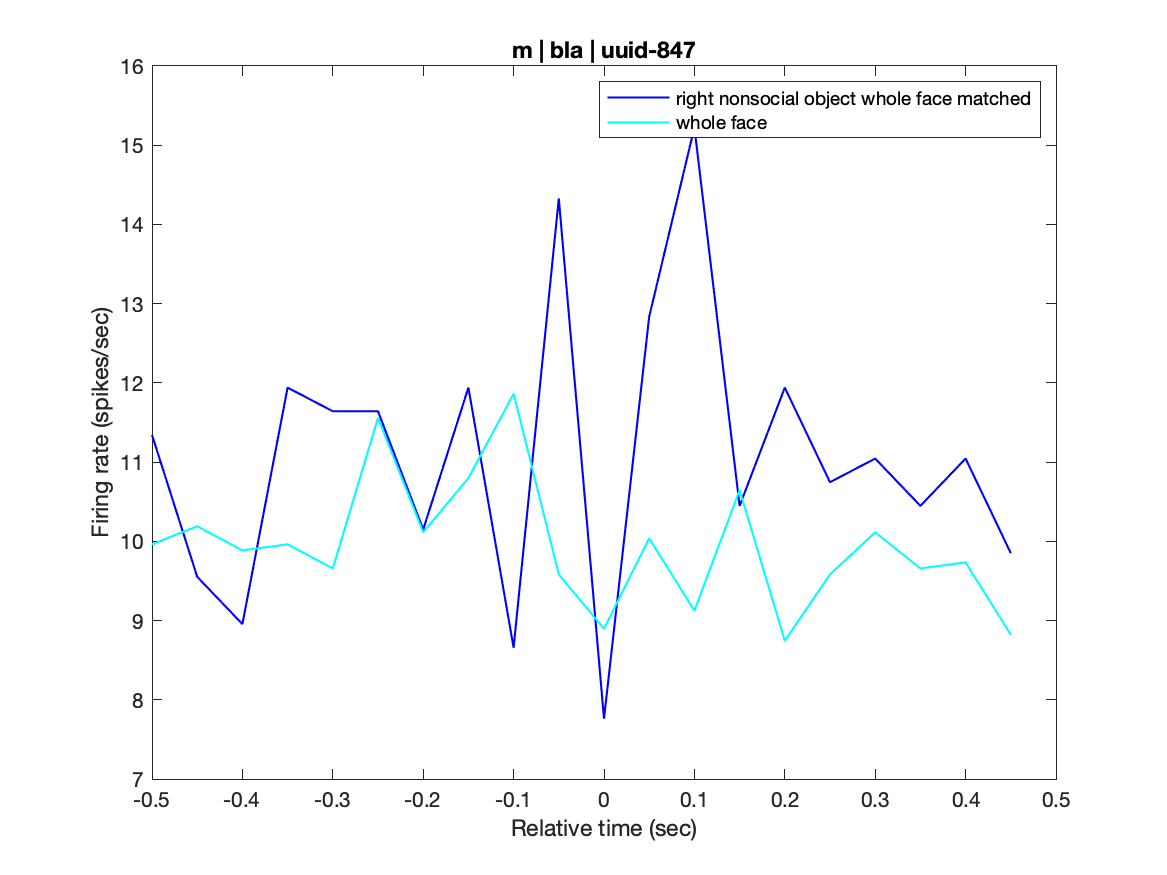 m | bla | uuid-847
right nonsocial object whole face matched
whole face
Firing rate (spikes/sec)
16
15
14
13
12
11
10
9
8
7
-0.5 -0.4 -0.3 -0.2 -0.1 0 0.1 0.2 0.3 0.4 0.5
Relative time (sec)